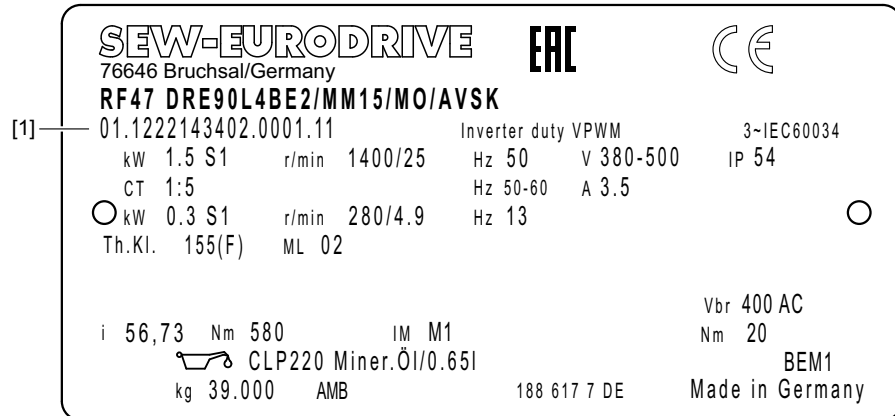 SEW-EURODRIVE EAC CE
76646 Bruchsal/Germany
RF47 DRE90L4BE2/MM15/MO/AVSK
[1] 01.1222143402.0001.11 Inverter duty VPWM 3~IEC60034
kW 1.5 S1 r/min 1400/25 Hz 50 V 380-500 IP 54
CT 1:5 Hz 50-60 A 3.5
kW 0.3 S1 r/min 280/4.9 Hz 13
Th.Kl. 155(F) ML 02
Vbr 400 AC
i 56,73 Nm 580 IM M1 Nm 20
CLP220 Miner.Öl/0.65l BEM1
kg 39.000 AMB 188 617 7 DE Made in Germany